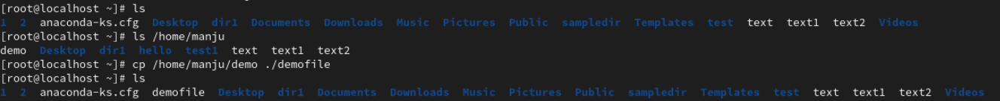 [root@localhost ~]# ls
1  2  anaconda-ks.cfg  Desktop  dir1  Documents  Downloads  Music  Pictures  Public  sampledir  Templates  test  text  text1  text2  Videos
[root@localhost ~]# ls /home/manju
demo  Desktop  dir1  hello  test1  text  text1  text2
[root@localhost ~]# cp /home/manju/demo ./demofile
[root@localhost ~]# ls
1  2  anaconda-ks.cfg  demofile  Desktop  dir1  Documents  Downloads  Music  Pictures  Public  sampledir  Templates  test  text  text1  text2  Videos